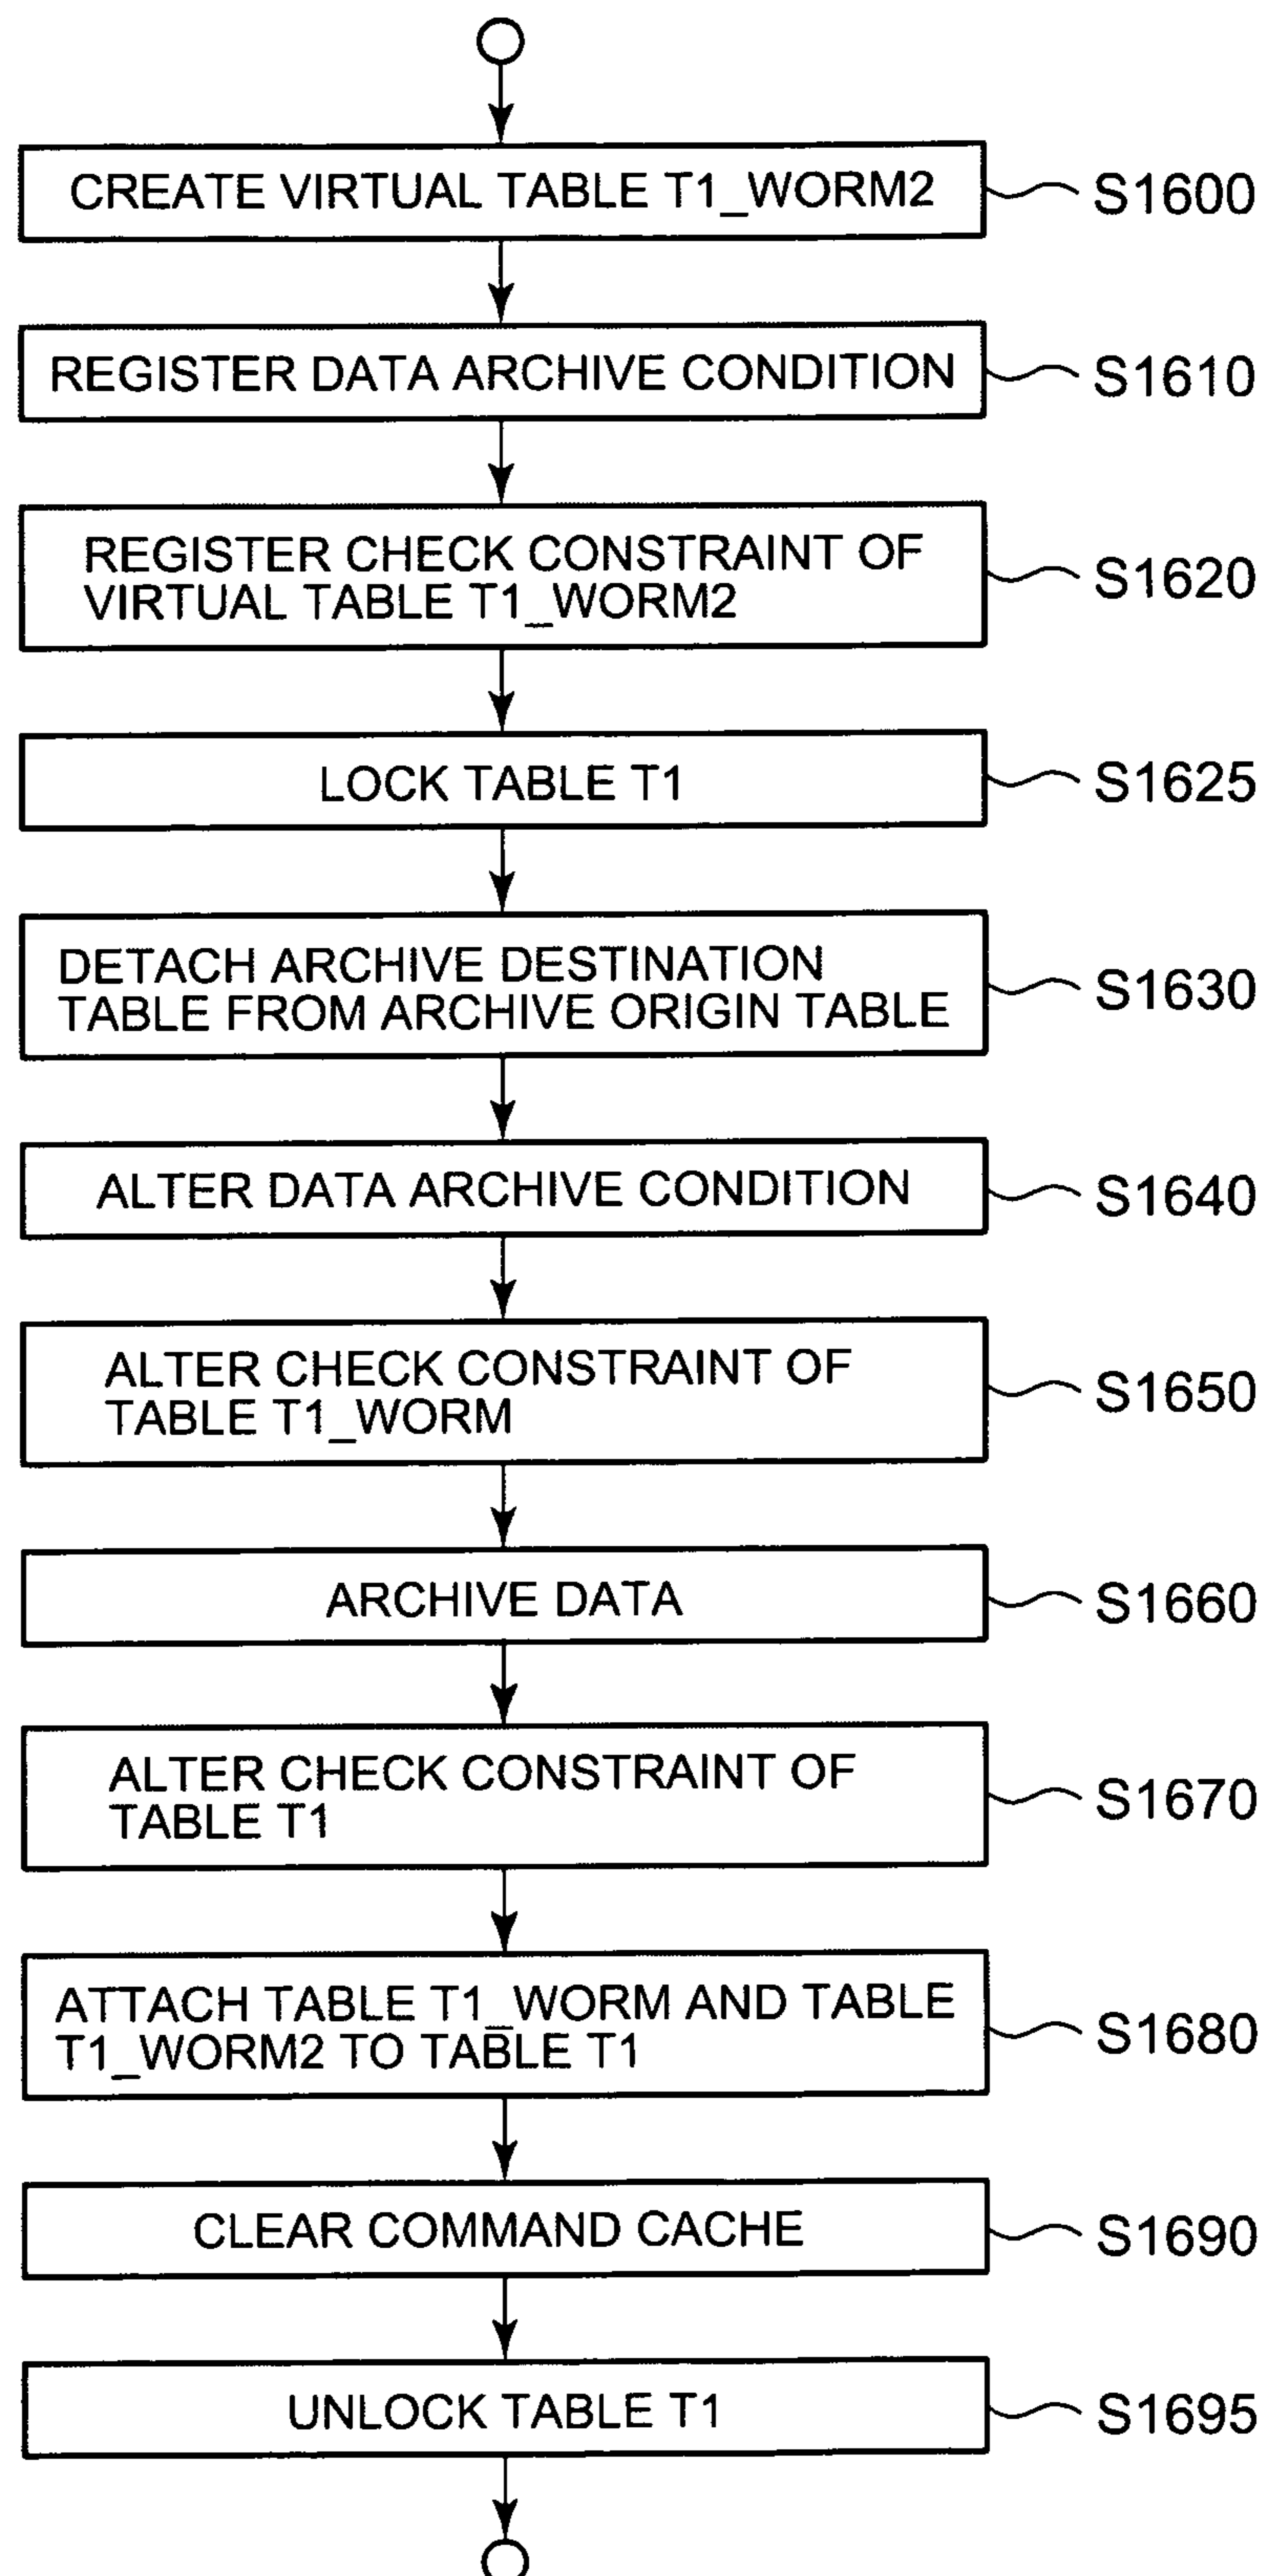 CREATE VIRTUAL TABLE T1_WORM2
S1600
REGISTER DATA ARCHIVE CONDITION
S1610
REGISTER CHECK CONSTRAINT OF
VIRTUAL TABLE T1_WORM2
S1620
LOCK TABLE T1
S1625
DETACH ARCHIVE DESTINATION
TABLE FROM ARCHIVE ORIGIN TABLE
S1630
ALTER DATA ARCHIVE CONDITION
S1640
ALTER CHECK CONSTRAINT OF
TABLE T1_WORM
S1650
ARCHIVE DATA
S1660
ALTER CHECK CONSTRAINT OF
TABLE T1
S1670
ATTACH TABLE T1_WORM AND TABLE
T1_WORM2 TO TABLE T1
S1680
CLEAR COMMAND CACHE
S1690
UNLOCK TABLE T1
S1695